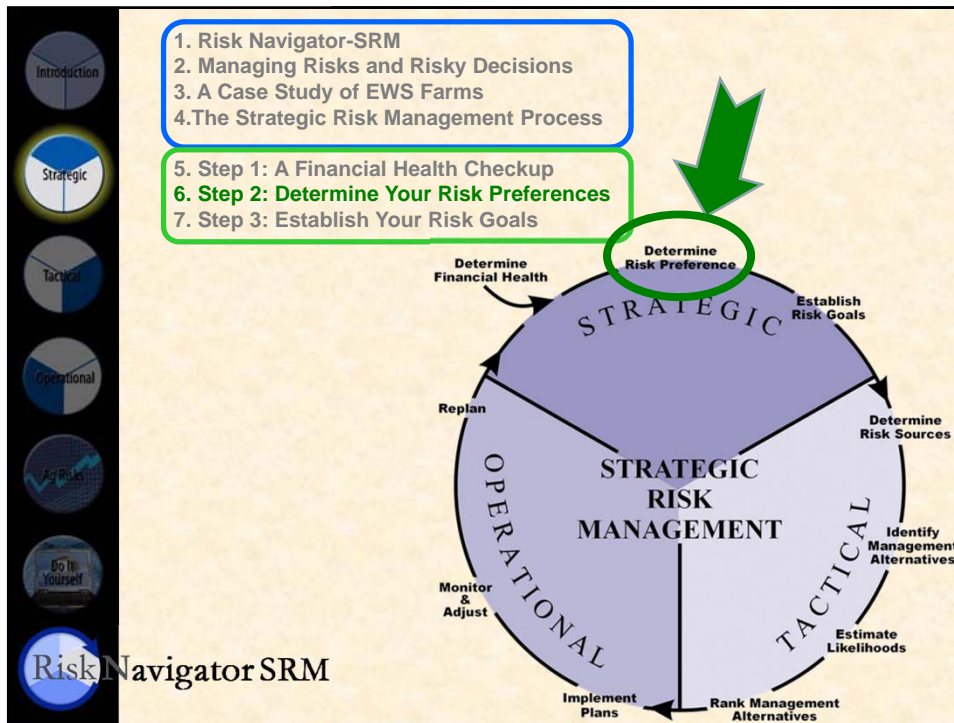 1. Risk Navigator-SRM
2. Managing Risks and Risky Decisions
3. A Case Study of EWS Farms
4.The Strategic Risk Management Process
5. Step 1: A Financial Health Checkup
6. Step 2: Determine Your Risk Preferences
7. Step 3: Establish Your Risk Goals
Introduction
Strategic
Tactical
Operational
Ag Risks
Do It
Yourself
Risk Navigator SRM
Determine
Financial Health
Determine
Risk Preference
Establish
Risk Goals
STRATEGIC
Determine
Risk Sources
Identify
Management
Alternatives
Estimate
Likelihoods
Rank Management
Alternatives
TACTICAL
Implement
Plans
Monitor
&
Adjust
Replan
OPERATIONAL
STRATEGIC
RISK
MANAGEMENT